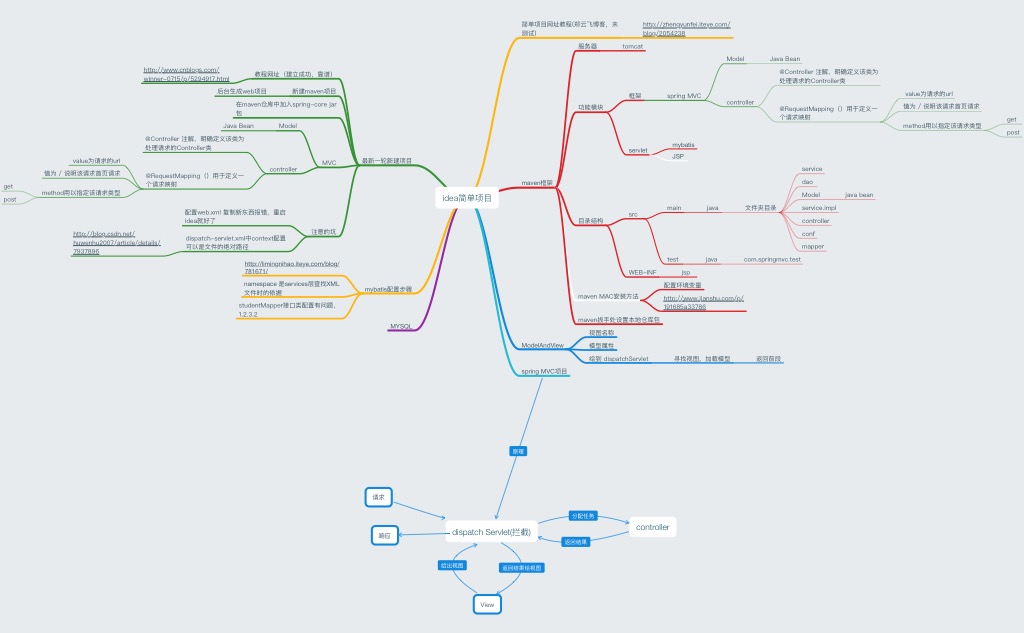 idea简单项目
简单项目网址教程(郑云飞博客，未
测试)
http://zhengyunfei.iteye.com/
blog/2054238
maven框架
服务器
tomcat
功能模块
框架
spring MVC
Model
Java Bean
controller
@Controller 注解，明确定义该类为
处理请求的Controller类
@RequestMapping（）用于定义一
个请求映射
value为请求的url
值为 / 说明该请求首页请求
method用以指定该请求类型
get
post
servlet
mybatis
JSP
目录结构
src
main
java
文件夹目录
service
dao
Model
java bean
service.impl
controller
conf
mapper
test
java
com.springmvc.test
WEB-INF
jsp
maven MAC安装方法
配置环境变量
http://www.jianshu.com/p/
191685a33786
maven扳手处设置本地仓库包
ModelAndView
视图名称
模型属性
给到 dispatchServlet
寻找视图，加载模型
返回前段
spring MVC项目
最新一轮新建项目
教程网址（建立成功，靠谱）
http://www.cnblogs.com/
winner-0715/p/5294917.html
新建maven项目
后台生成web项目
在maven仓库中加入spring-core jar
包
MVC
Model
Java Bean
controller
@Controller 注解，明确定义该类为
处理请求的Controller类
@RequestMapping（）用于定义一
个请求映射
value为请求的url
值为 / 说明该请求首页请求
method用以指定该请求类型
get
post
注意的坑
配置web.xml 复制新东西报错，重启
idea就好了
dispatch-servlet.xml中context配置
可以是文件的绝对路径
http://blog.csdn.net/
huwenhu2007/article/details/
7937896
mybatis配置步骤
http://limingnihao.iteye.com/blog/
781671/
namespace 是services层查找XML
文件时的依据
studentMapper接口类配置有问题，
1.2.3.2
MYSQL
原理
请求
响应
dispatch Servlet(拦截)
分配任务
返回结果
controller
给出视图
返回结果给视图
View